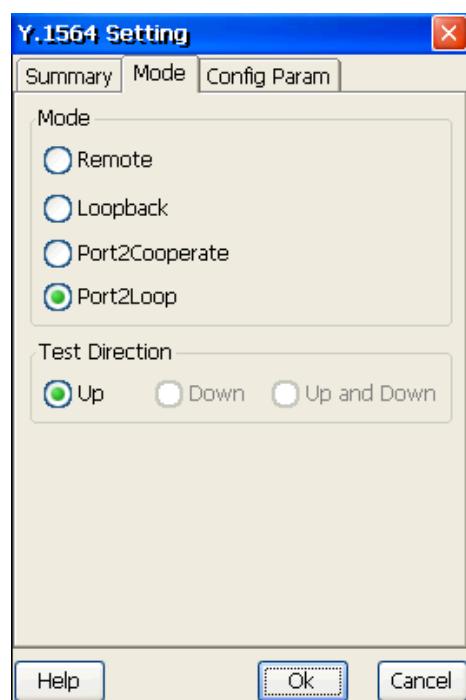 Y.1564 Setting
Summary Mode Config Param
Mode
Remote
Loopback
Port2Cooperate
Port2Loop
Test Direction
Up Down Up and Down
Help Ok Cancel